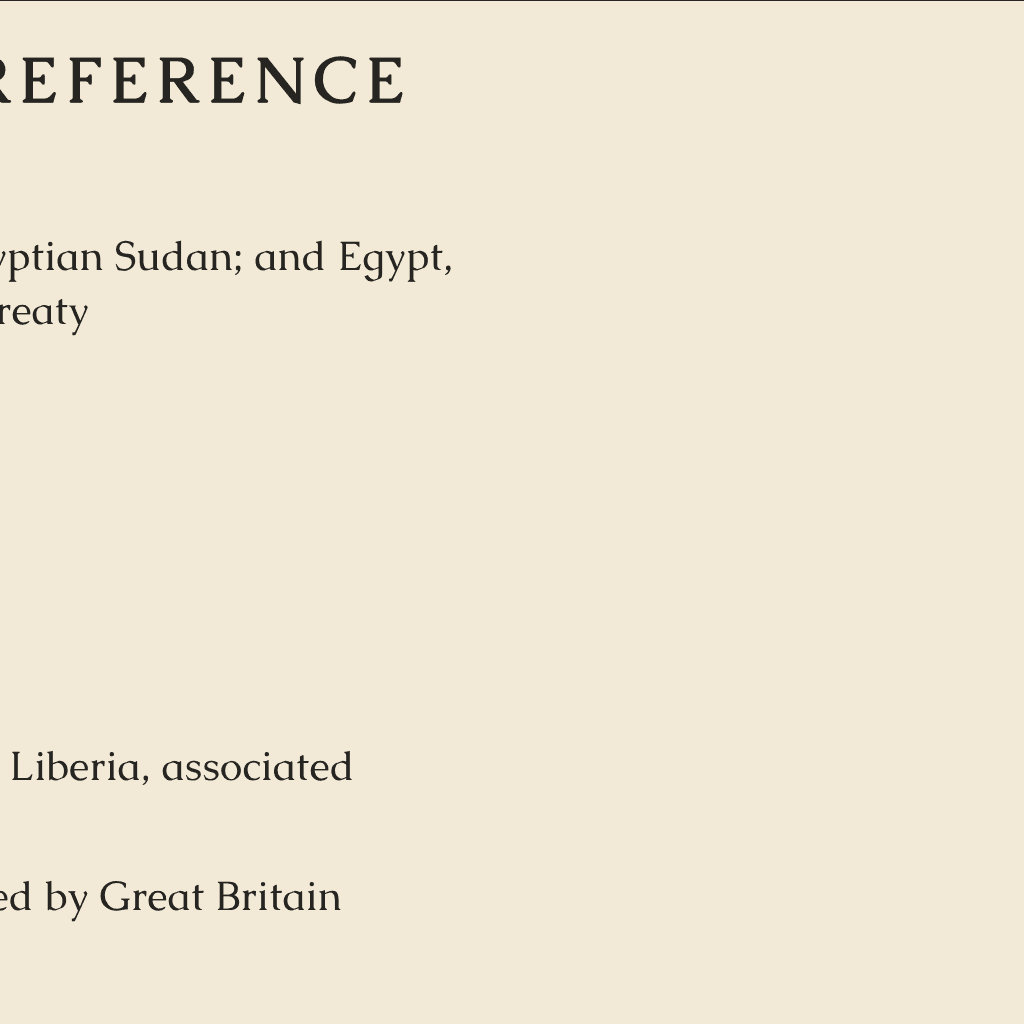 REFERENCE
yptian Sudan; and Egypt,
reaty
Liberia, associated
ed by Great Britain